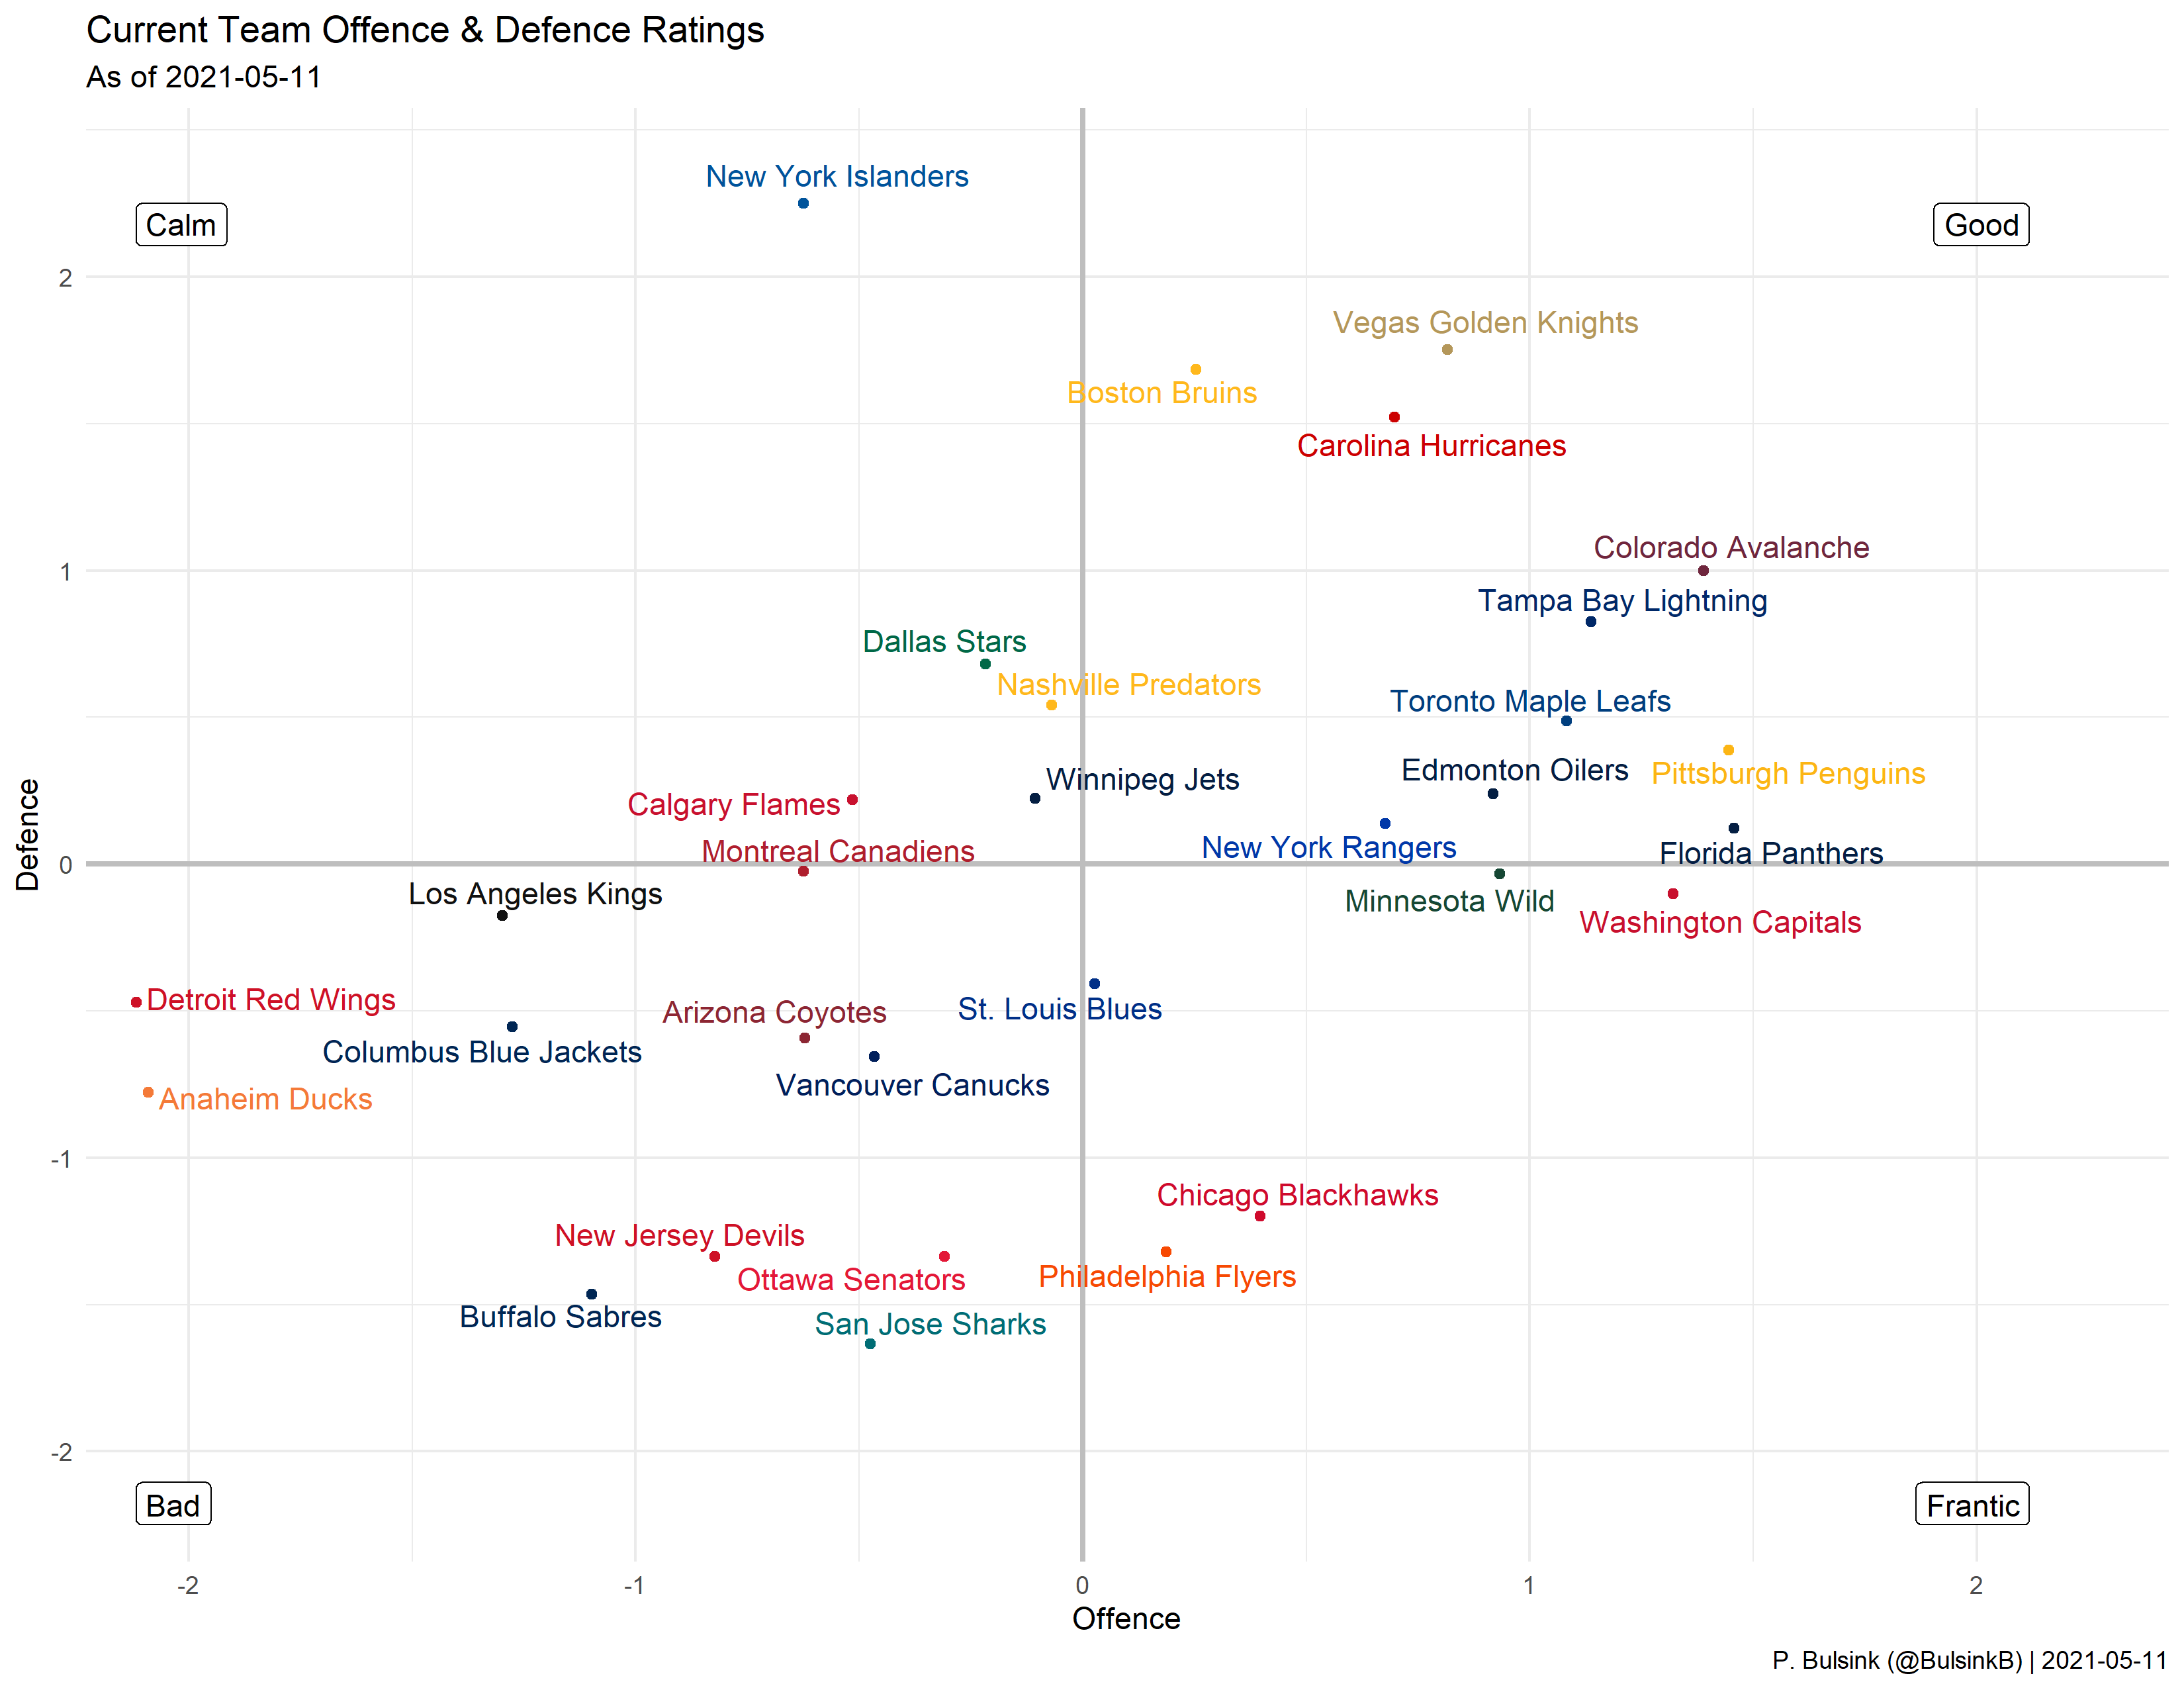 Current Team Offence & Defence Ratings
As of 2021-05-11
New York Islanders
Calm
Good
2
Vegas Golden Knights
Boston Bruins
Carolina Hurricanes
Colorado Avalanche
1
Tampa Bay Lightning
Dallas Stars
Nashville Predators
Toronto Maple Leafs
Edmonton Oilers
Pittsburgh Penguins
Winnipeg Jets
Calgary Flames
New York Rangers
Montreal Canadiens
Florida Panthers
Defence
0
Los Angeles Kings
Minnesota Wild
Washington Capitals
Detroit Red Wings
Arizona Coyotes
St. Louis Blues
Columbus Blue Jackets
Vancouver Canucks
Anaheim Ducks
-1
Chicago Blackhawks
New Jersey Devils
Ottawa Senators
Philadelphia Flyers
Buffalo Sabres
San Jose Sharks
-2
Bad
Frantic
-2
-1
0
1
2
Offence
P. Bulsink (@BulsinkB) | 2021-05-11